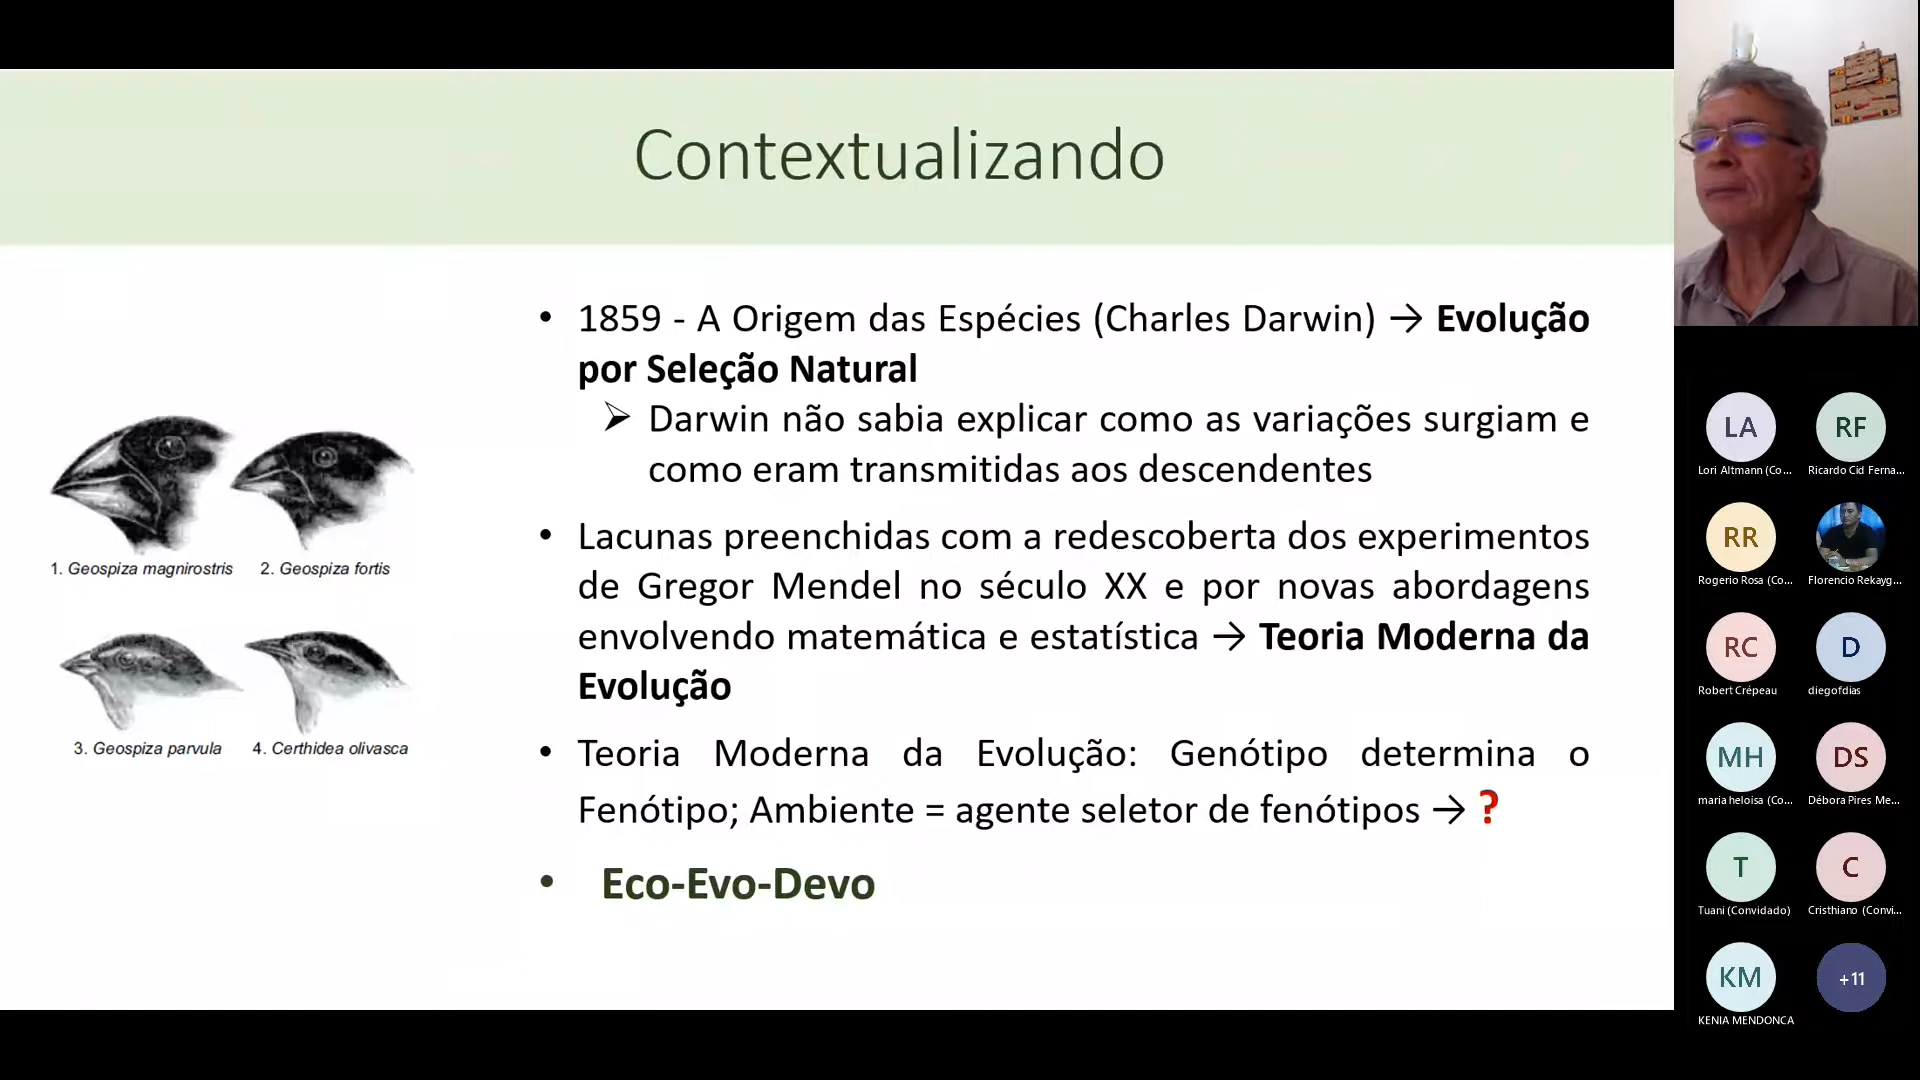 Contextualizando
• 1859 - A Origem das Espécies (Charles Darwin) → Evolução
por Seleção Natural
➢ Darwin não sabia explicar como as variações surgiam e
como eram transmitidas aos descendentes
• Lacunas preenchidas com a redescoberta dos experimentos
de Gregor Mendel no século XX e por novas abordagens
envolvendo matemática e estatística → Teoria Moderna da
Evolução
• Teoria Moderna da Evolução: Genótipo determina o
Fenótipo; Ambiente = agente seletor de fenótipos → ?
• Eco-Evo-Devo
1. Geospiza magnirostris
2. Geospiza fortis
3. Geospiza parvula
4. Certhidea olivasca
LA
Lori Altmann (Co...
RF
Ricardo Cid Ferna...
RR
Rogerio Rosa (Co...
Florencio Rekayg...
RC
Robert Crépeau
D
diegofdias
MH
maria heloisa (Co...
DS
Débora Pires Me...
T
Tuani (Convidado)
C
Cristhiano (Convi...
KM
KENIA MENDONCA
+11